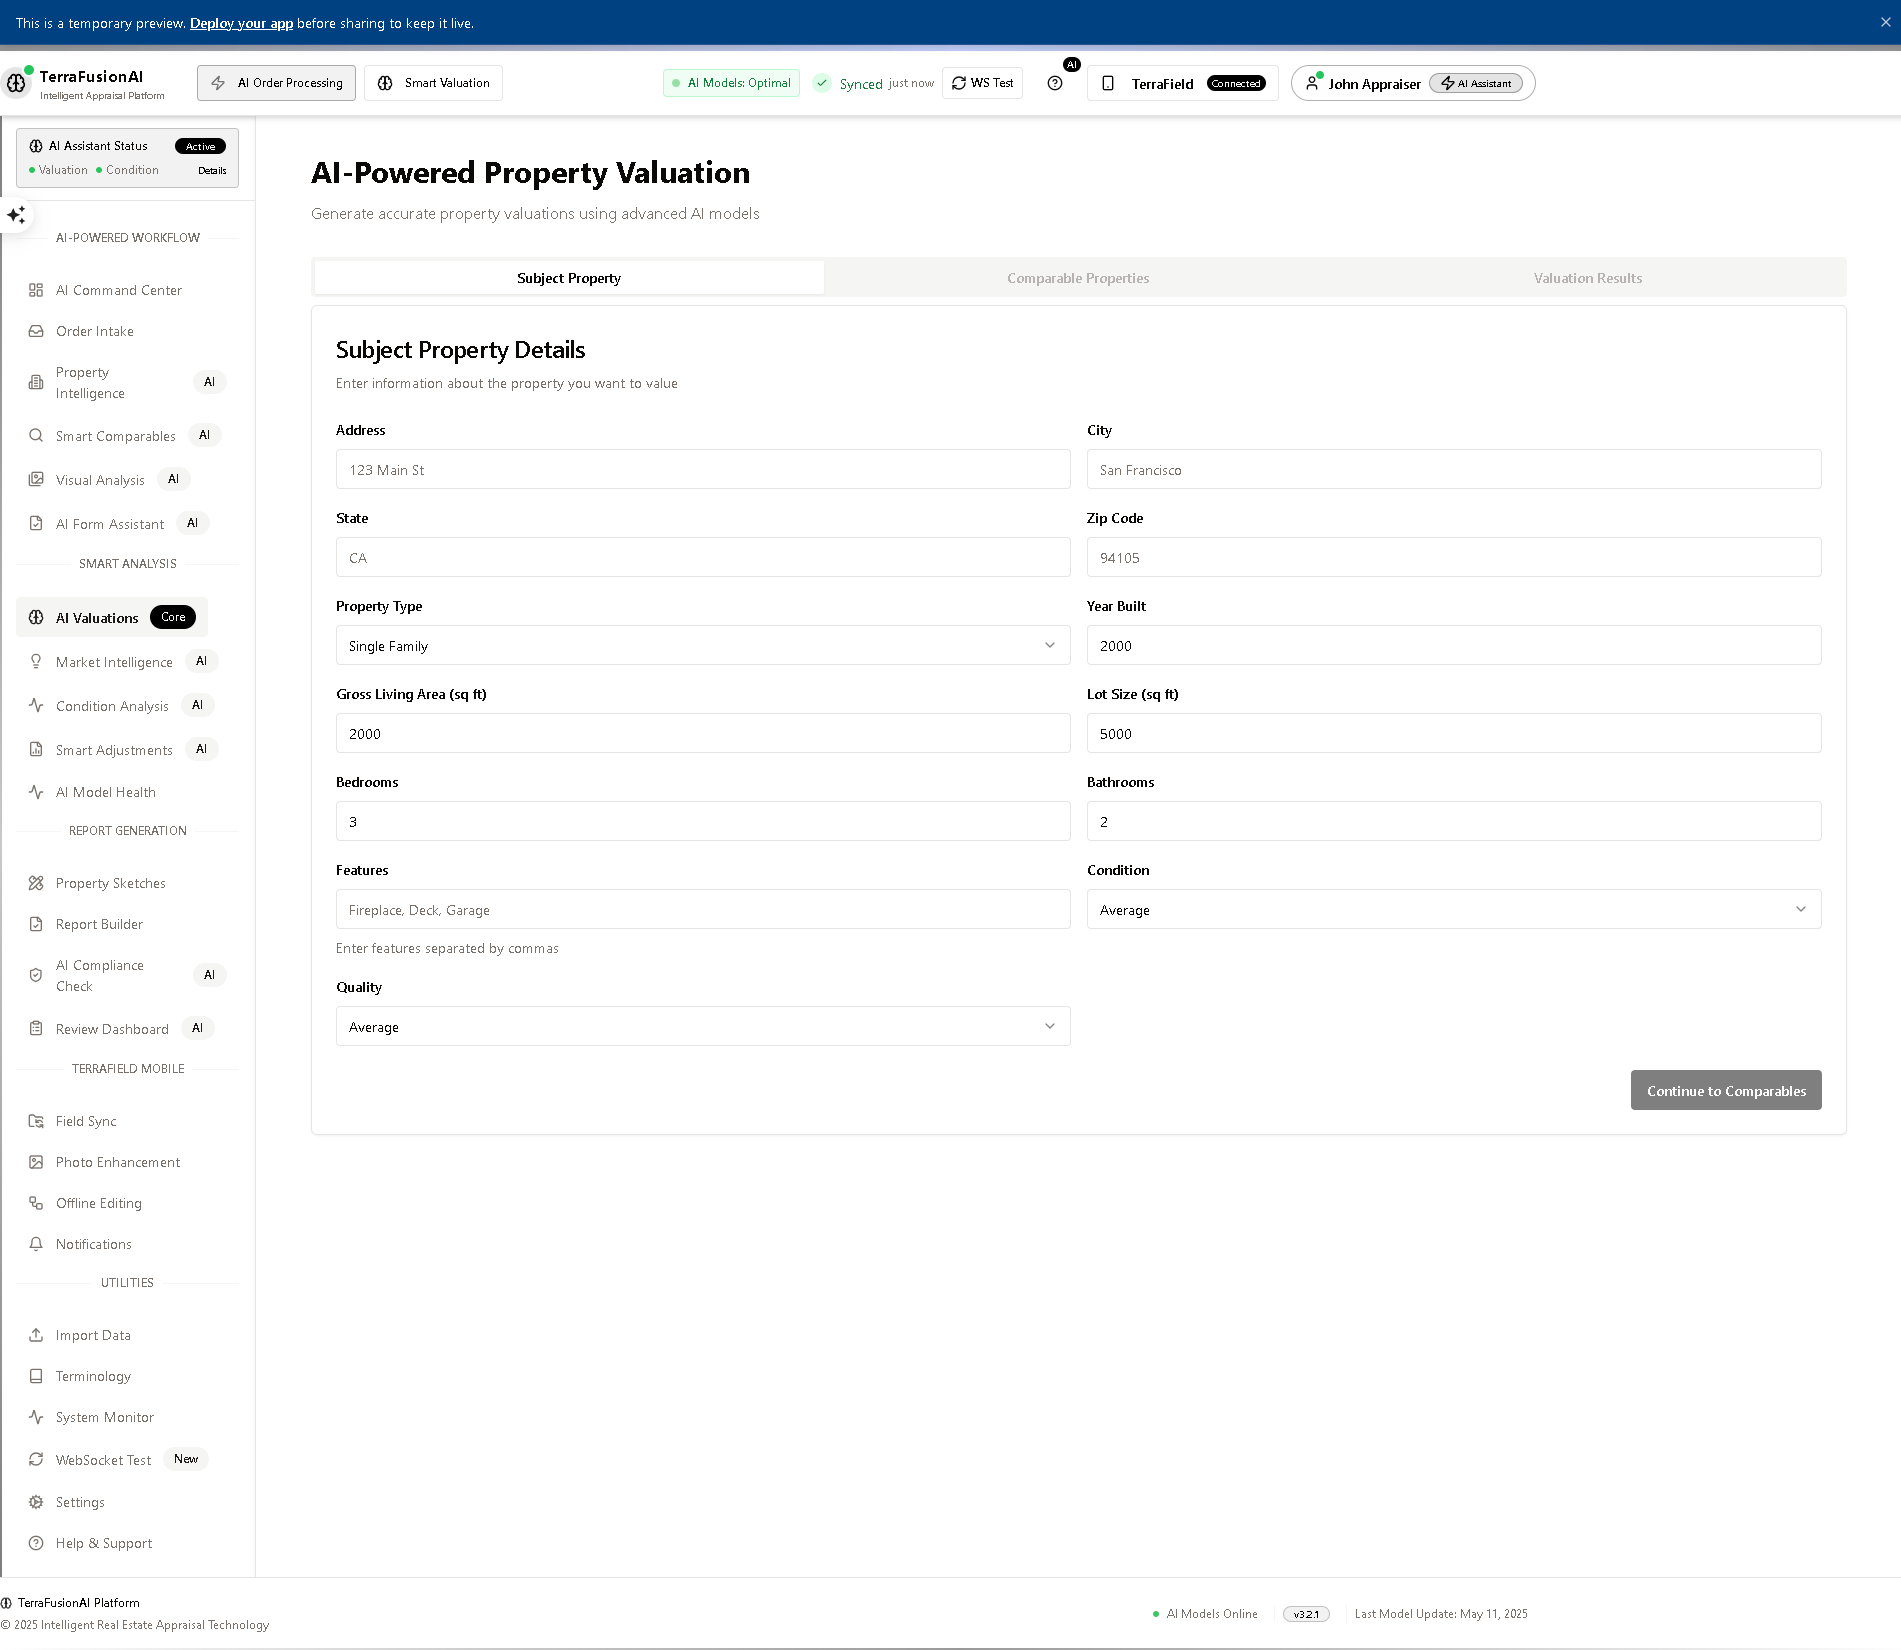 This is a temporary preview. Deploy your app before sharing to keep it live.
TerraFusionAI
Intelligent Appraisal Platform
AI Order Processing
Smart Valuation
AI Models: Optimal
Synced just now
WS Test
AI
TerraField Connected
John Appraiser AI Assistant
AI Assistant Status Active
Valuation Condition Details
AI-POWERED WORKFLOW
AI Command Center
Order Intake
Property
Intelligence
AI
Smart Comparables AI
Visual Analysis AI
AI Form Assistant AI
SMART ANALYSIS
AI Valuations Core
Market Intelligence AI
Condition Analysis AI
Smart Adjustments AI
AI Model Health
REPORT GENERATION
Property Sketches
Report Builder
AI Compliance
Check
AI
Review Dashboard AI
TERRAFIELD MOBILE
Field Sync
Photo Enhancement
Offline Editing
Notifications
UTILITIES
Import Data
Terminology
System Monitor
WebSocket Test New
Settings
Help & Support
AI-Powered Property Valuation
Generate accurate property valuations using advanced AI models
Subject Property
Comparable Properties
Valuation Results
Subject Property Details
Enter information about the property you want to value
Address
123 Main St
City
San Francisco
State
CA
Zip Code
94105
Property Type
Single Family
Year Built
2000
Gross Living Area (sq ft)
2000
Lot Size (sq ft)
5000
Bedrooms
3
Bathrooms
2
Features
Fireplace, Deck, Garage
Enter features separated by commas
Condition
Average
Quality
Average
Continue to Comparables
TerraFusionAI Platform
© 2025 Intelligent Real Estate Appraisal Technology
AI Models Online
v3.2.1
Last Model Update: May 11, 2025